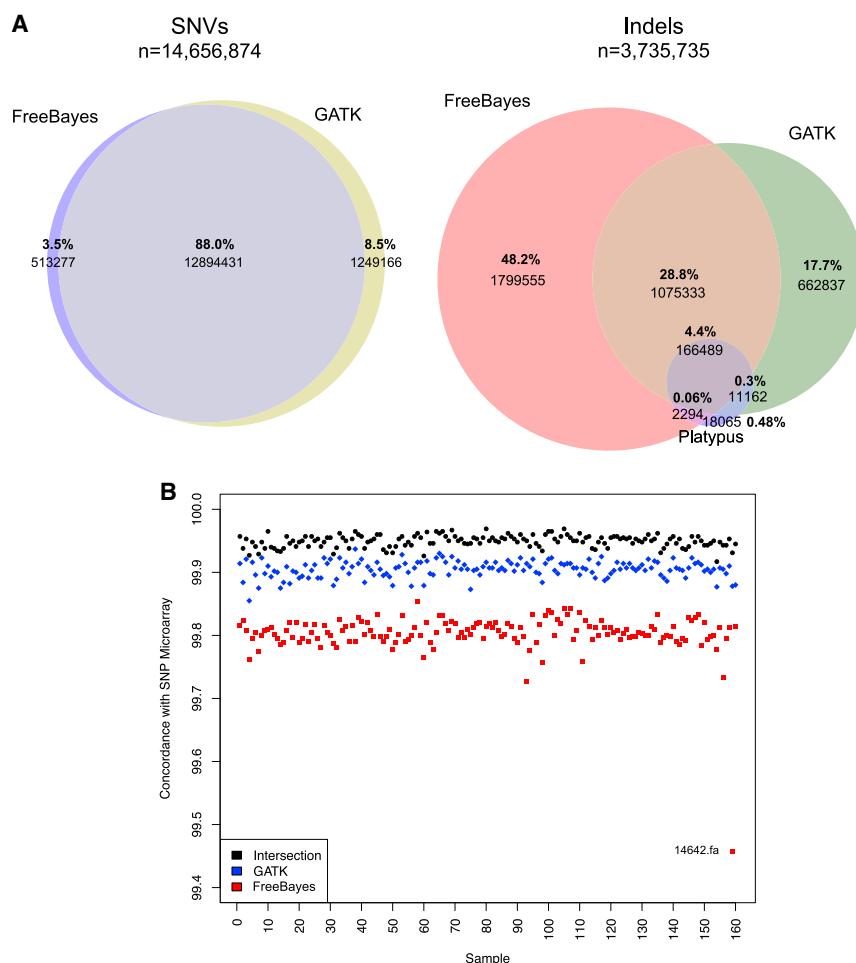 A
SNVs
n=14,656,874
FreeBayes
GATK
3.5%
513277
88.0%
12894431
8.5%
1249166
Indels
n=3,735,735
FreeBayes
GATK
48.2%
1799555
28.8%
1075333
17.7%
662837
4.4%
166489
0.3%
11162
0.06%
2294
18065 0.48%
Platypus
B
100.0
99.9
99.8
99.7
99.6
99.5
99.4
Concordance with SNP Microarray
14642.fa
Intersection
GATK
FreeBayes
0 10 20 30 40 50 60 70 80 90 100 110 120 130 140 150 160
Sample